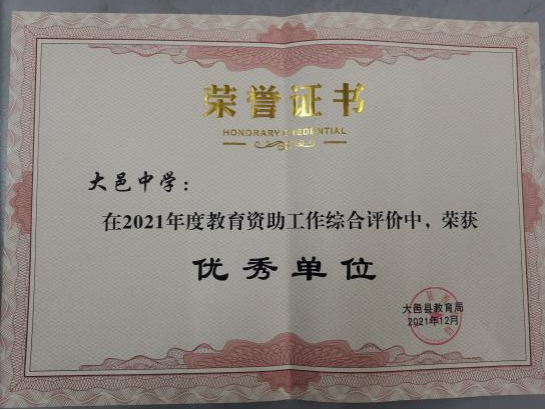 荣誉证书
HONORARY CREDENTIAL
大邑中学：
在2021年度教育资助工作综合评价中，荣获
优秀单位
大邑县教育局
2021年12月